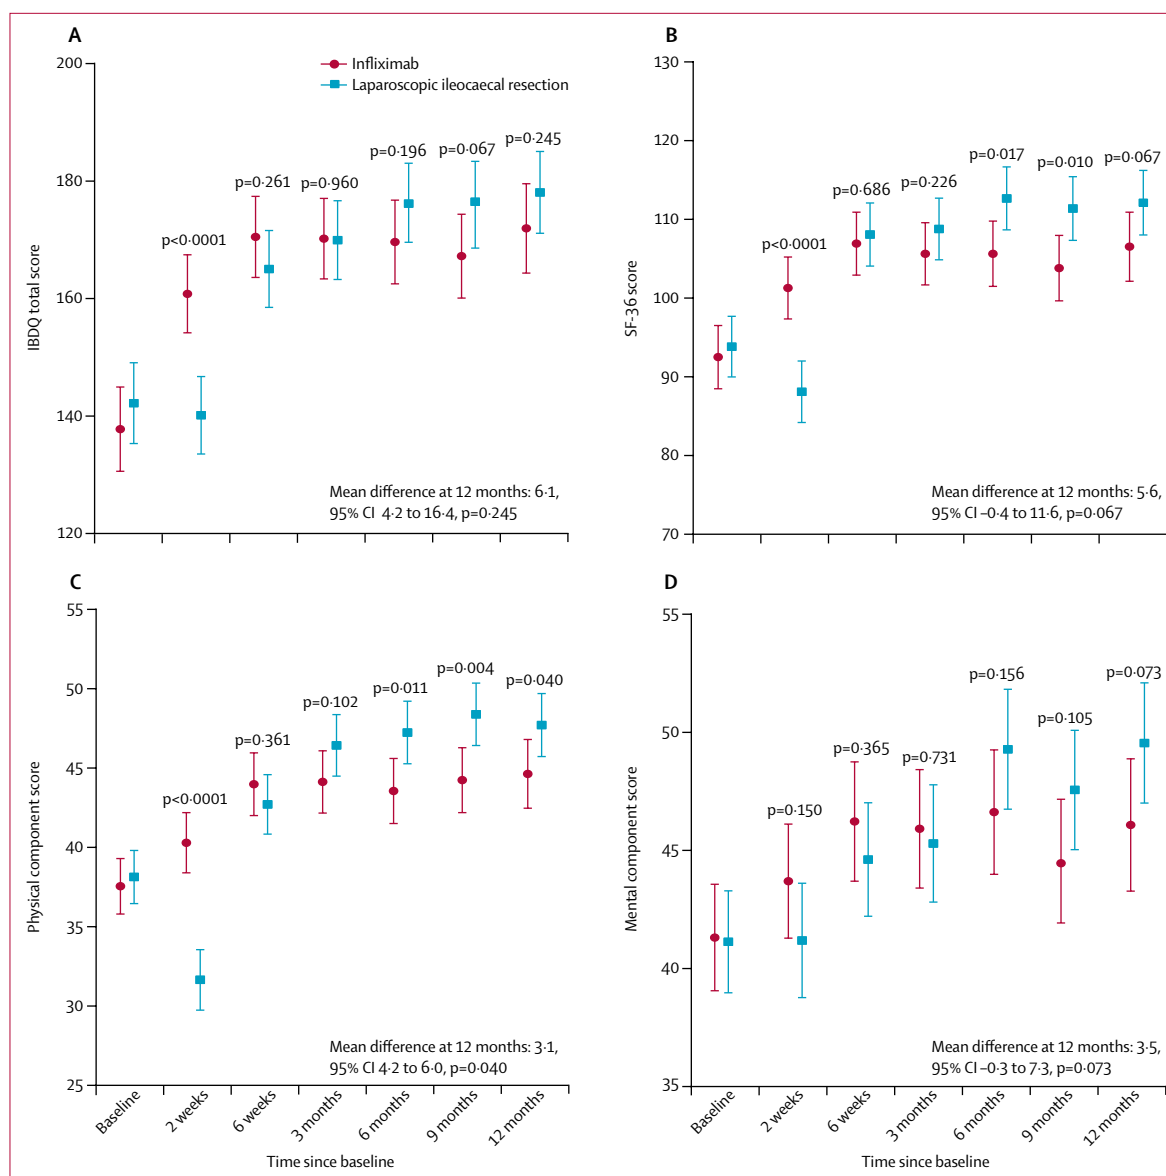 A
200
180
160
140
120
IBDQ total score
Infliximab
Laparoscopic ileocaecal resection
p<0·0001
p=0·261
p=0·960
p=0·196
p=0·067
p=0·245
Mean difference at 12 months: 6·1,
95% CI 4·2 to 16·4, p=0·245
B
130
120
110
100
90
80
70
SF-36 score
p<0·0001
p=0·686
p=0·226
p=0·017
p=0·010
p=0·067
Mean difference at 12 months: 5·6,
95% CI –0·4 to 11·6, p=0·067
C
55
50
45
40
35
30
25
Physical component score
p<0·0001
p=0·361
p=0·102
p=0·011
p=0·004
p=0·040
Mean difference at 12 months: 3·1,
95% CI 4·2 to 6·0, p=0·040
Baseline
2 weeks
6 weeks
3 months
6 months
9 months
12 months
Time since baseline
D
55
50
45
40
35
Mental component score
p=0·150
p=0·365
p=0·731
p=0·156
p=0·105
p=0·073
Mean difference at 12 months: 3·5,
95% CI –0·3 to 7·3, p=0·073
Baseline
2 weeks
6 weeks
3 months
6 months
9 months
12 months
Time since baseline